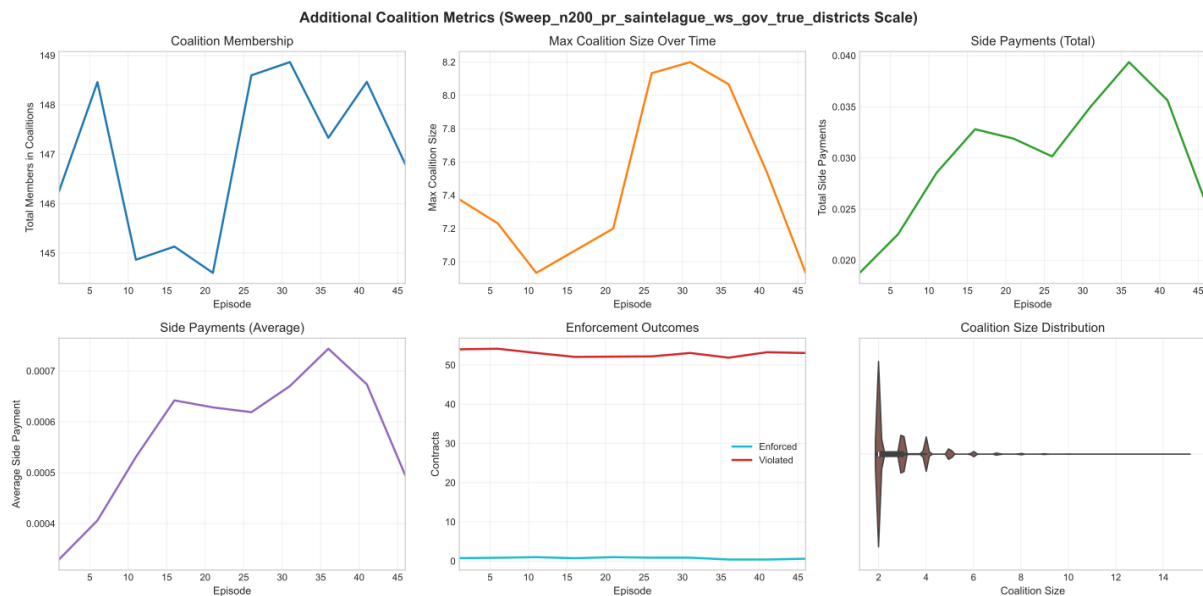 Additional Coalition Metrics (Sweep_n200_pr_saintelague_ws_gov_true_districts Scale)
Coalition Membership
Total Members in Coalitions
149
148
147
146
145
5 10 15 20 25 30 35 40 45
Episode
Max Coalition Size Over Time
Max Coalition Size
8.2
8.0
7.8
7.6
7.4
7.2
7.0
5 10 15 20 25 30 35 40 45
Episode
Side Payments (Total)
Total Side Payments
0.040
0.035
0.030
0.025
0.020
5 10 15 20 25 30 35 40 45
Episode
Side Payments (Average)
Average Side Payment
0.0007
0.0006
0.0005
0.0004
5 10 15 20 25 30 35 40 45
Episode
Enforcement Outcomes
Contracts
50
40
30
20
10
0
Enforced
Violated
5 10 15 20 25 30 35 40 45
Episode
Coalition Size Distribution
2 4 6 8 10 12 14
Coalition Size